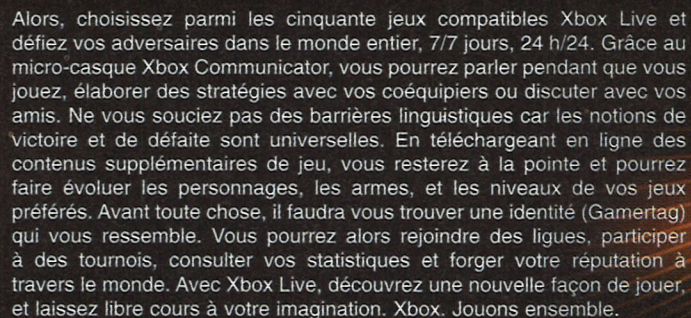 Alors, choisissez parmi les cinquante jeux compatibles Xbox Live et
défiez vos adversaires dans le monde entier, 7/7 jours, 24 h/24. Grâce au
micro-casque Xbox Communicator, vous pourrez parler pendant que vous
jouez, élaborer des stratégies avec vos coéquipiers ou discuter avec vos
amis. Ne vous souciez pas des barrières linguistiques car les notions de
victoire et de défaite sont universelles. En téléchargeant en ligne des
contenus supplémentaires de jeu, vous resterez à la pointe et pourrez
faire évoluer les personnages, les armes, et les niveaux de vos jeux
préférés. Avant toute chose, il faudra vous trouver une identité (Gamertag)
qui vous ressemble. Vous pourrez alors rejoindre des ligues, participer
à des tournois, consulter vos statistiques et forger votre réputation à
travers le monde. Avec Xbox Live, découvrez une nouvelle façon de jouer,
et laissez libre cours à votre imagination. Xbox. Jouons ensemble.